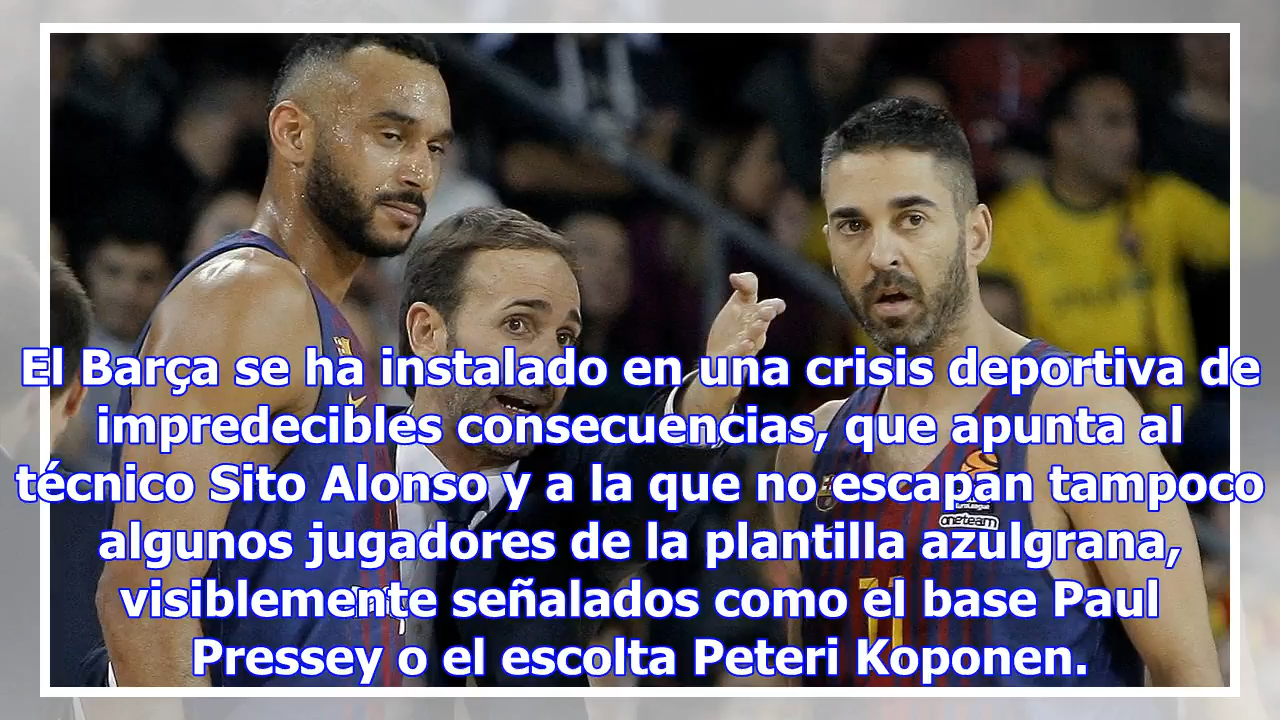 El Barça se ha instalado en una crisis deportiva de
impredecibles consecuencias, que apunta al
técnico Sito Alonso y a la que no escapan tampoco
algunos jugadores de la plantilla azulgrana,
visiblemente señalados como el base Paul
Pressey o el escolta Peteri Koponen.
EuroLeague
oneteam